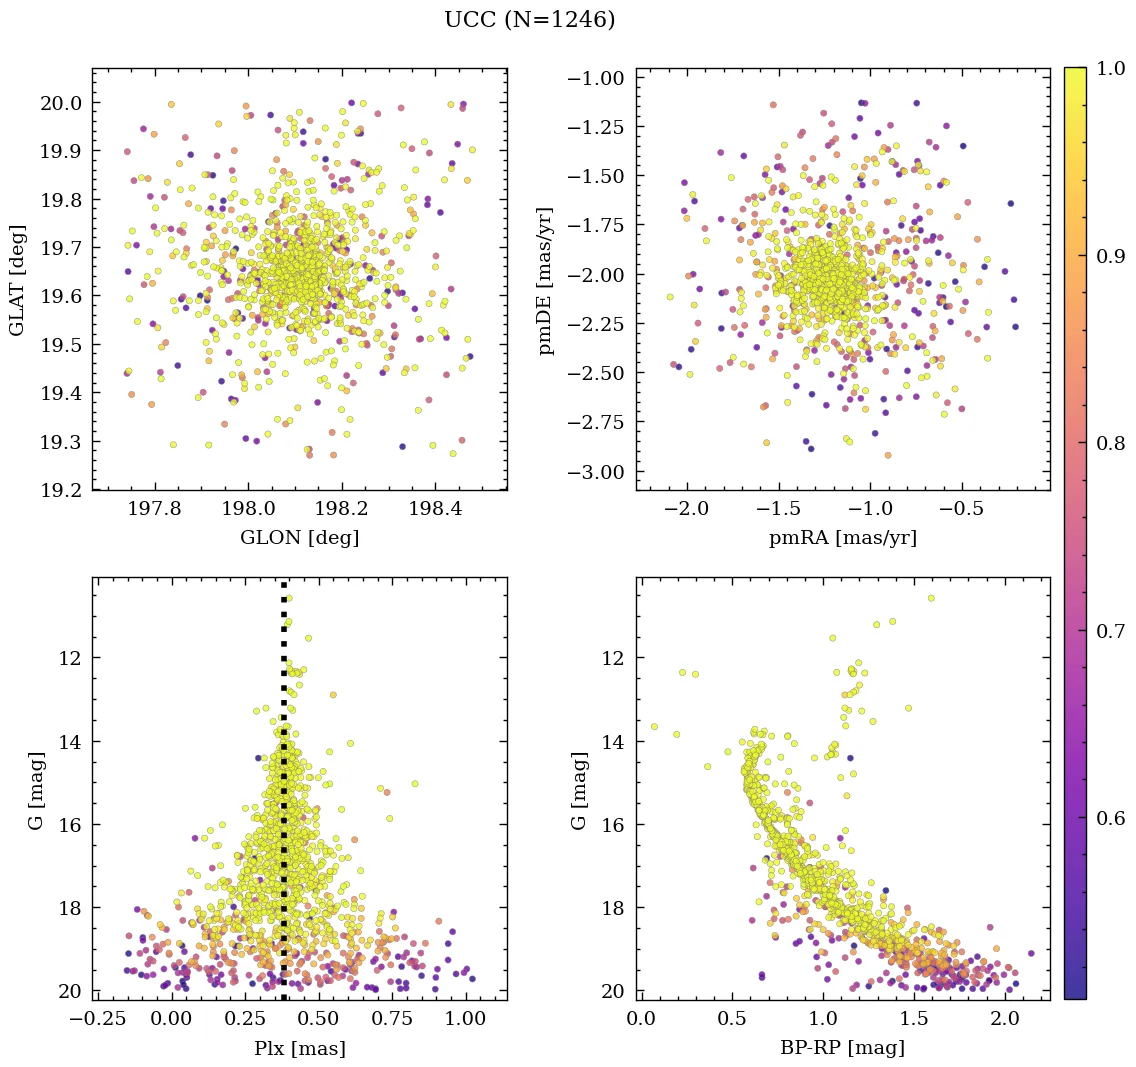 UCC (N=1246)
20.0
19.9
19.8
19.7
19.6
19.5
19.4
19.3
19.2
GLAT [deg]
197.8 198.0 198.2 198.4
GLON [deg]
−1.00
−1.25
−1.50
−1.75
−2.00
−2.25
−2.50
−2.75
−3.00
pmDE [mas/yr]
−2.0 −1.5 −1.0 −0.5
pmRA [mas/yr]
12
14
16
18
20
G [mag]
−0.25 0.00 0.25 0.50 0.75 1.00
Plx [mas]
12
14
16
18
20
G [mag]
0.0 0.5 1.0 1.5 2.0
BP-RP [mag]
1.0
0.9
0.8
0.7
0.6